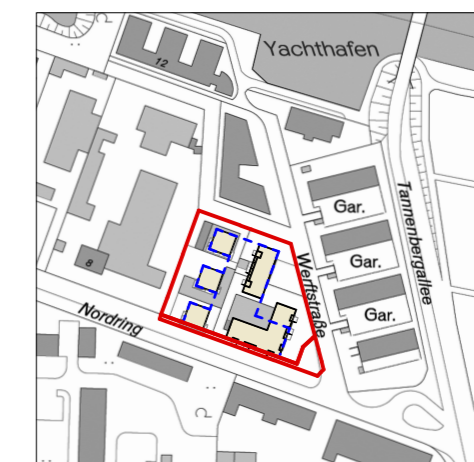 Yachthafen
12
Gar.
Tannenbergallee
Werftstraße
Gar.
8
Nordring
Gar.